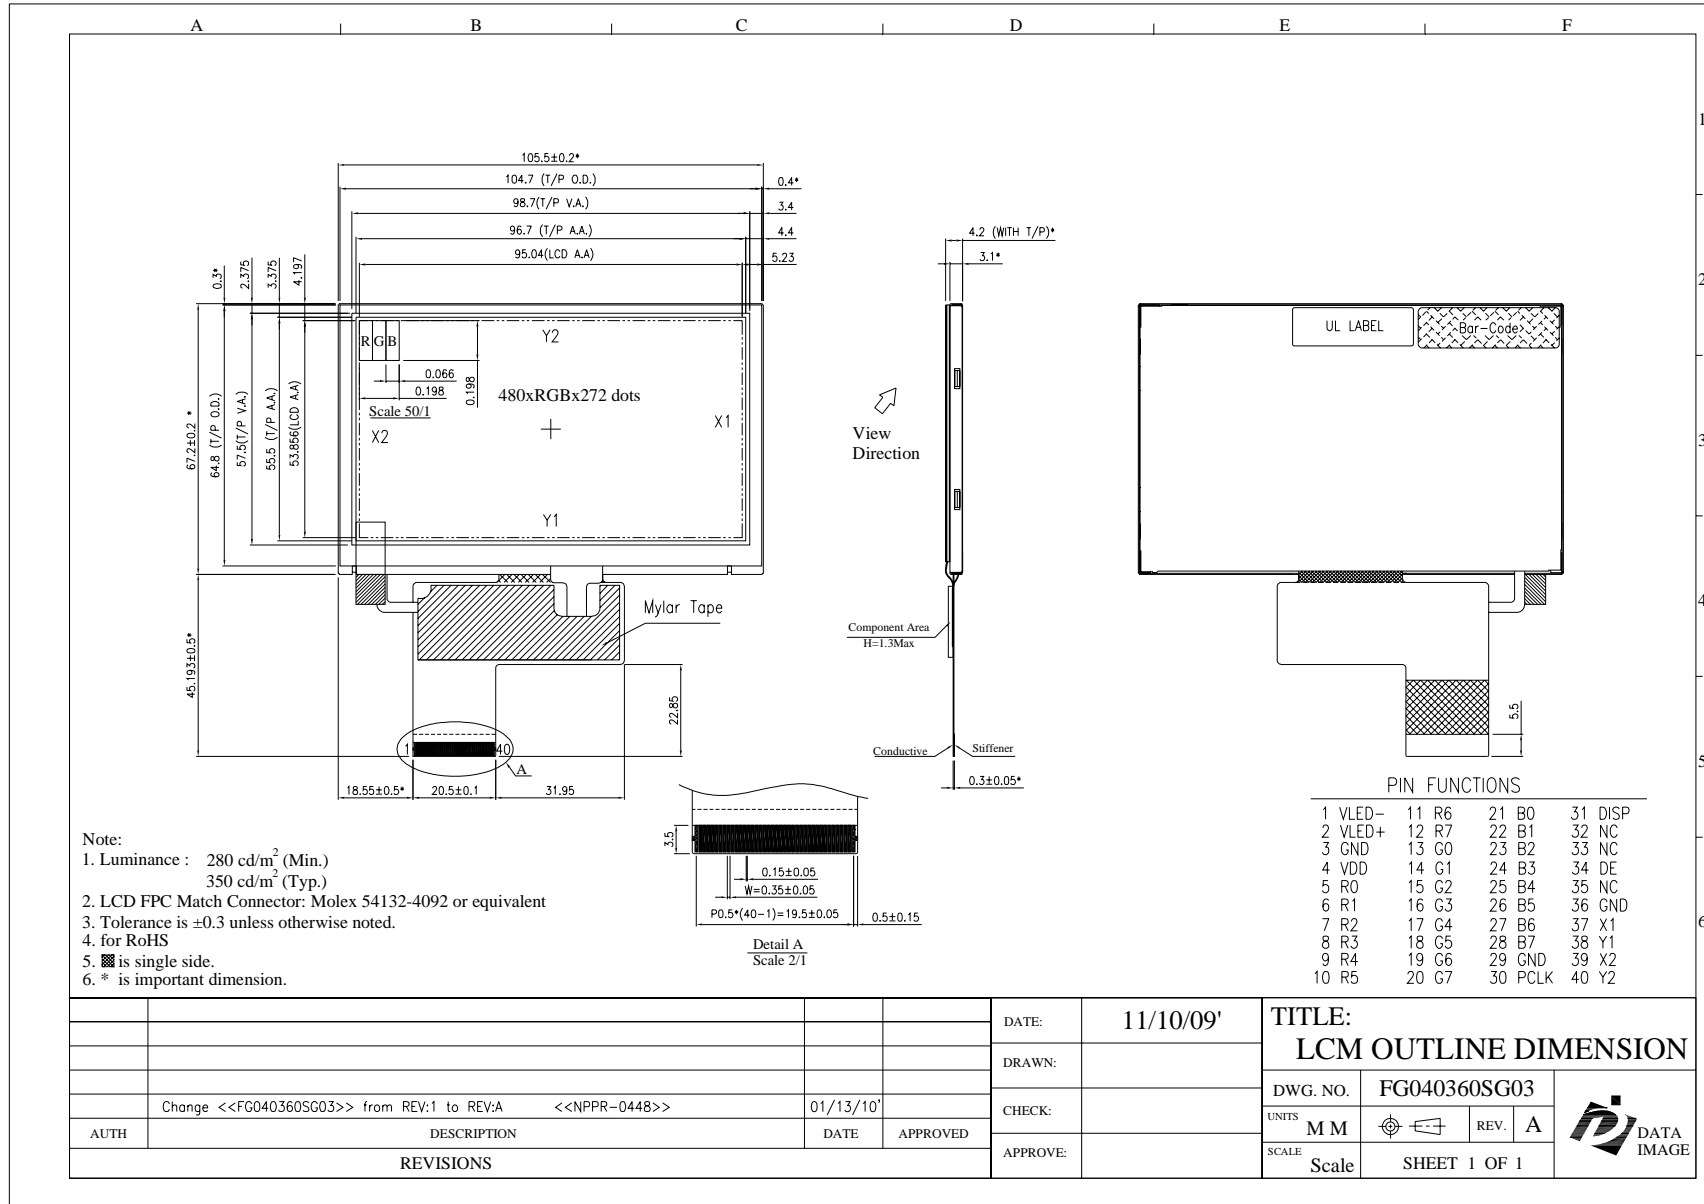 A B C D E F
1
2
3
4
5
6
105.5±0.2*
104.7 (T/P O.D.)
0.4*
98.7(T/P V.A.)
3.4
96.7 (T/P A.A.)
4.4
95.04(LCD A.A)
5.23
0.3*
2.375
3.375
4.197
67.2±0.2 *
64.8 (T/P O.D.)
57.5(T/P V.A.)
55.5 (T/P A.A.)
53.856(LCD A.A)
45.193±0.5*
R G B
0.066
0.198
0.198
Scale 50/1
Y2
480xRGBx272 dots
X2
X1
Y1
Mylar Tape
22.85
1
40
A
18.55±0.5*
20.5±0.1
31.95
4.2 (WITH T/P)*
3.1*
View
Direction
Component Area
H=1.3Max
Conductive
Stiffener
0.3±0.05*
UL LABEL
Bar-Code
5.5
3.5
0.15±0.05
W=0.35±0.05
P0.5*(40-1)=19.5±0.05
0.5±0.15
Detail A
Scale 2/1
PIN FUNCTIONS
1 VLED- 11 R6 21 B0 31 DISP
2 VLED+ 12 R7 22 B1 32 NC
3 GND 13 G0 23 B2 33 NC
4 VDD 14 G1 24 B3 34 DE
5 R0 15 G2 25 B4 35 NC
6 R1 16 G3 26 B5 36 GND
7 R2 17 G4 27 B6 37 X1
8 R3 18 G5 28 B7 38 Y1
9 R4 19 G6 29 GND 39 X2
10 R5 20 G7 30 PCLK 40 Y2
Note:
1. Luminance : 280 cd/m² (Min.)
350 cd/m² (Typ.)
2. LCD FPC Match Connector: Molex 54132-4092 or equivalent
3. Tolerance is ±0.3 unless otherwise noted.
4. for RoHS
5. is single side.
6. * is important dimension.
Change <<FG040360SG03>> from REV:1 to REV:A <<NPPR-0448>> 01/13/10'
AUTH DESCRIPTION DATE APPROVED
REVISIONS
DATE: 11/10/09'
DRAWN:
CHECK:
APPROVE:
TITLE:
LCM OUTLINE DIMENSION
DWG. NO. FG040360SG03
UNITS M M REV. A
SCALE Scale SHEET 1 OF 1
DATA
IMAGE